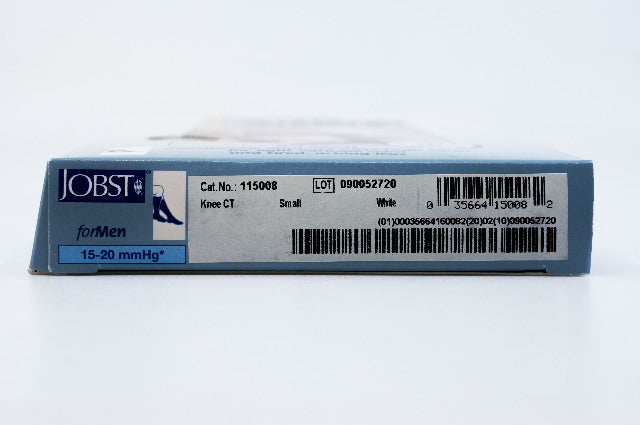 JOBST
forMen
15-20 mmHg*
Cat.No.: 115008 LOT 090052720
Knee CT Small White
0 35664 15008 2
(01)00035664160082(20)02(10)090052720